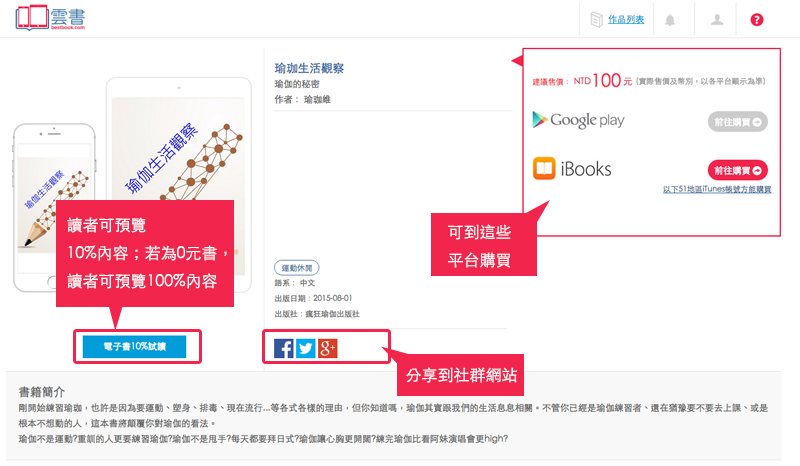 雲書
bestbook.com
作品列表
?
瑜珈生活觀察
瑜珈的秘密
作者： 瑜珈維
建議售價： NTD 100 元 (實際售價及幣別，以各平台顯示為準)
Google play
前往購買
iBooks
前往購買
以下51地區iTunes帳號方能購買
瑜伽生活觀察
瑜伽生活觀察
讀者可預覽
10%內容；若為0元書，
讀者可預覽100%內容
可到這些
平台購買
運動休閒
語系： 中文
出版日期：2015-08-01
出版社：瘋狂瑜伽出版社
電子書10%試讀
f
g+
分享到社群網站
書籍簡介
剛開始練習瑜珈，也許是因為要運動、塑身、排毒、現在流行...等各式各樣的理由，但你知道嗎，瑜伽其實跟我們的生活息息相關。不管你已經是瑜伽練習者、還在猶豫要不要去上課、或是
根本不想動的人，這本書將顛覆你對瑜伽的看法。
瑜伽不是運動?重訓的人更要練習瑜伽?瑜伽不是甩手?每天都要拜日式?瑜伽讓心胸更開闊?練完瑜伽比看阿妹演唱會更high?